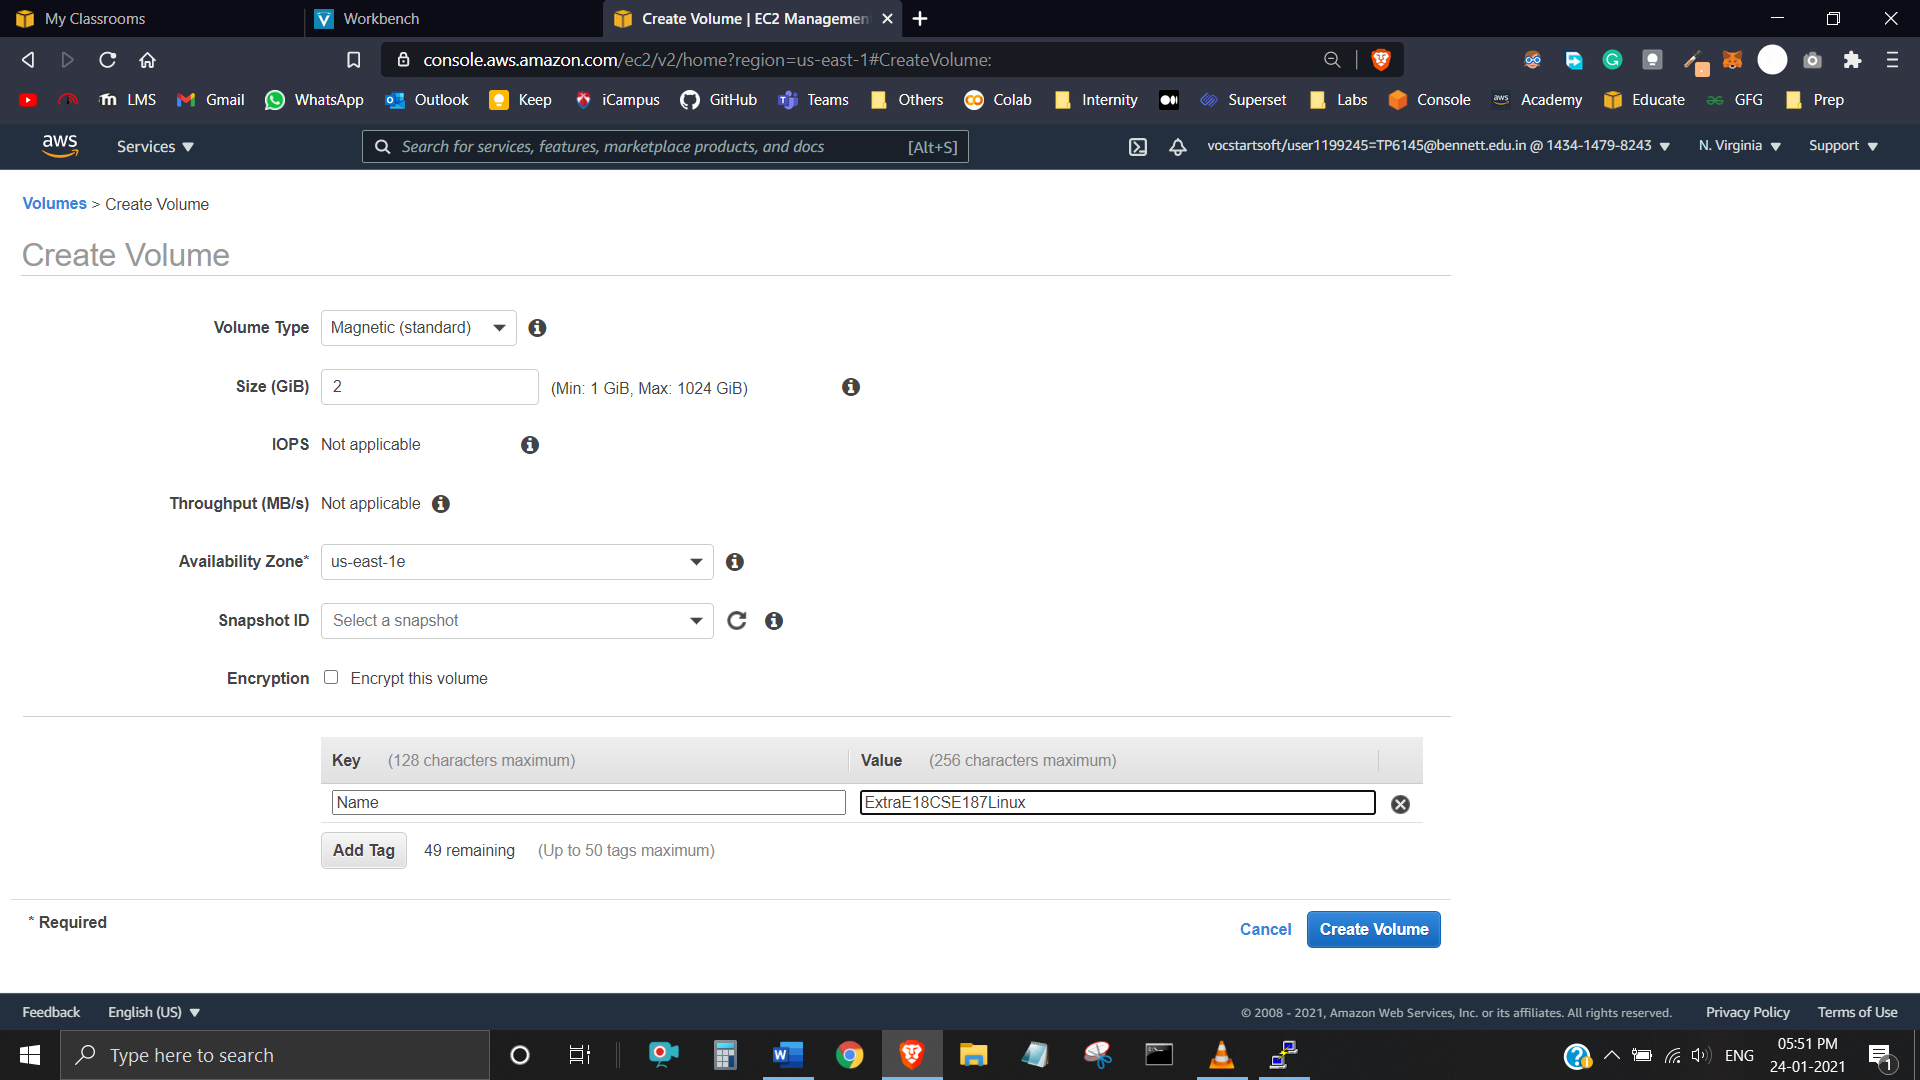 My Classrooms
Workbench
Create Volume | EC2 Managemen
console.aws.amazon.com/ec2/v2/home?region=us-east-1#CreateVolume:
LMS
Gmail
WhatsApp
Outlook
Keep
iCampus
GitHub
Teams
Others
Colab
Internity
Superset
Labs
Console
aws
Academy
Educate
GFG
Prep
aws
Services
Search for services, features, marketplace products, and docs
[Alt+S]
vocstartsoft/user1199245=TP6145@bennett.edu.in @ 1434-1479-8243
N. Virginia
Support
Volumes > Create Volume
Create Volume
Volume Type Magnetic (standard)
Size (GiB) 2 (Min: 1 GiB, Max: 1024 GiB)
IOPS Not applicable
Throughput (MB/s) Not applicable
Availability Zone* us-east-1e
Snapshot ID Select a snapshot
Encryption Encrypt this volume
Key (128 characters maximum) Value (256 characters maximum)
Name ExtraE18CSE187Linux
Add Tag 49 remaining (Up to 50 tags maximum)
* Required
Cancel Create Volume
Feedback English (US)
© 2008 - 2021, Amazon Web Services, Inc. or its affiliates. All rights reserved. Privacy Policy Terms of Use
Type here to search
ENG
05:51 PM
24-01-2021
1